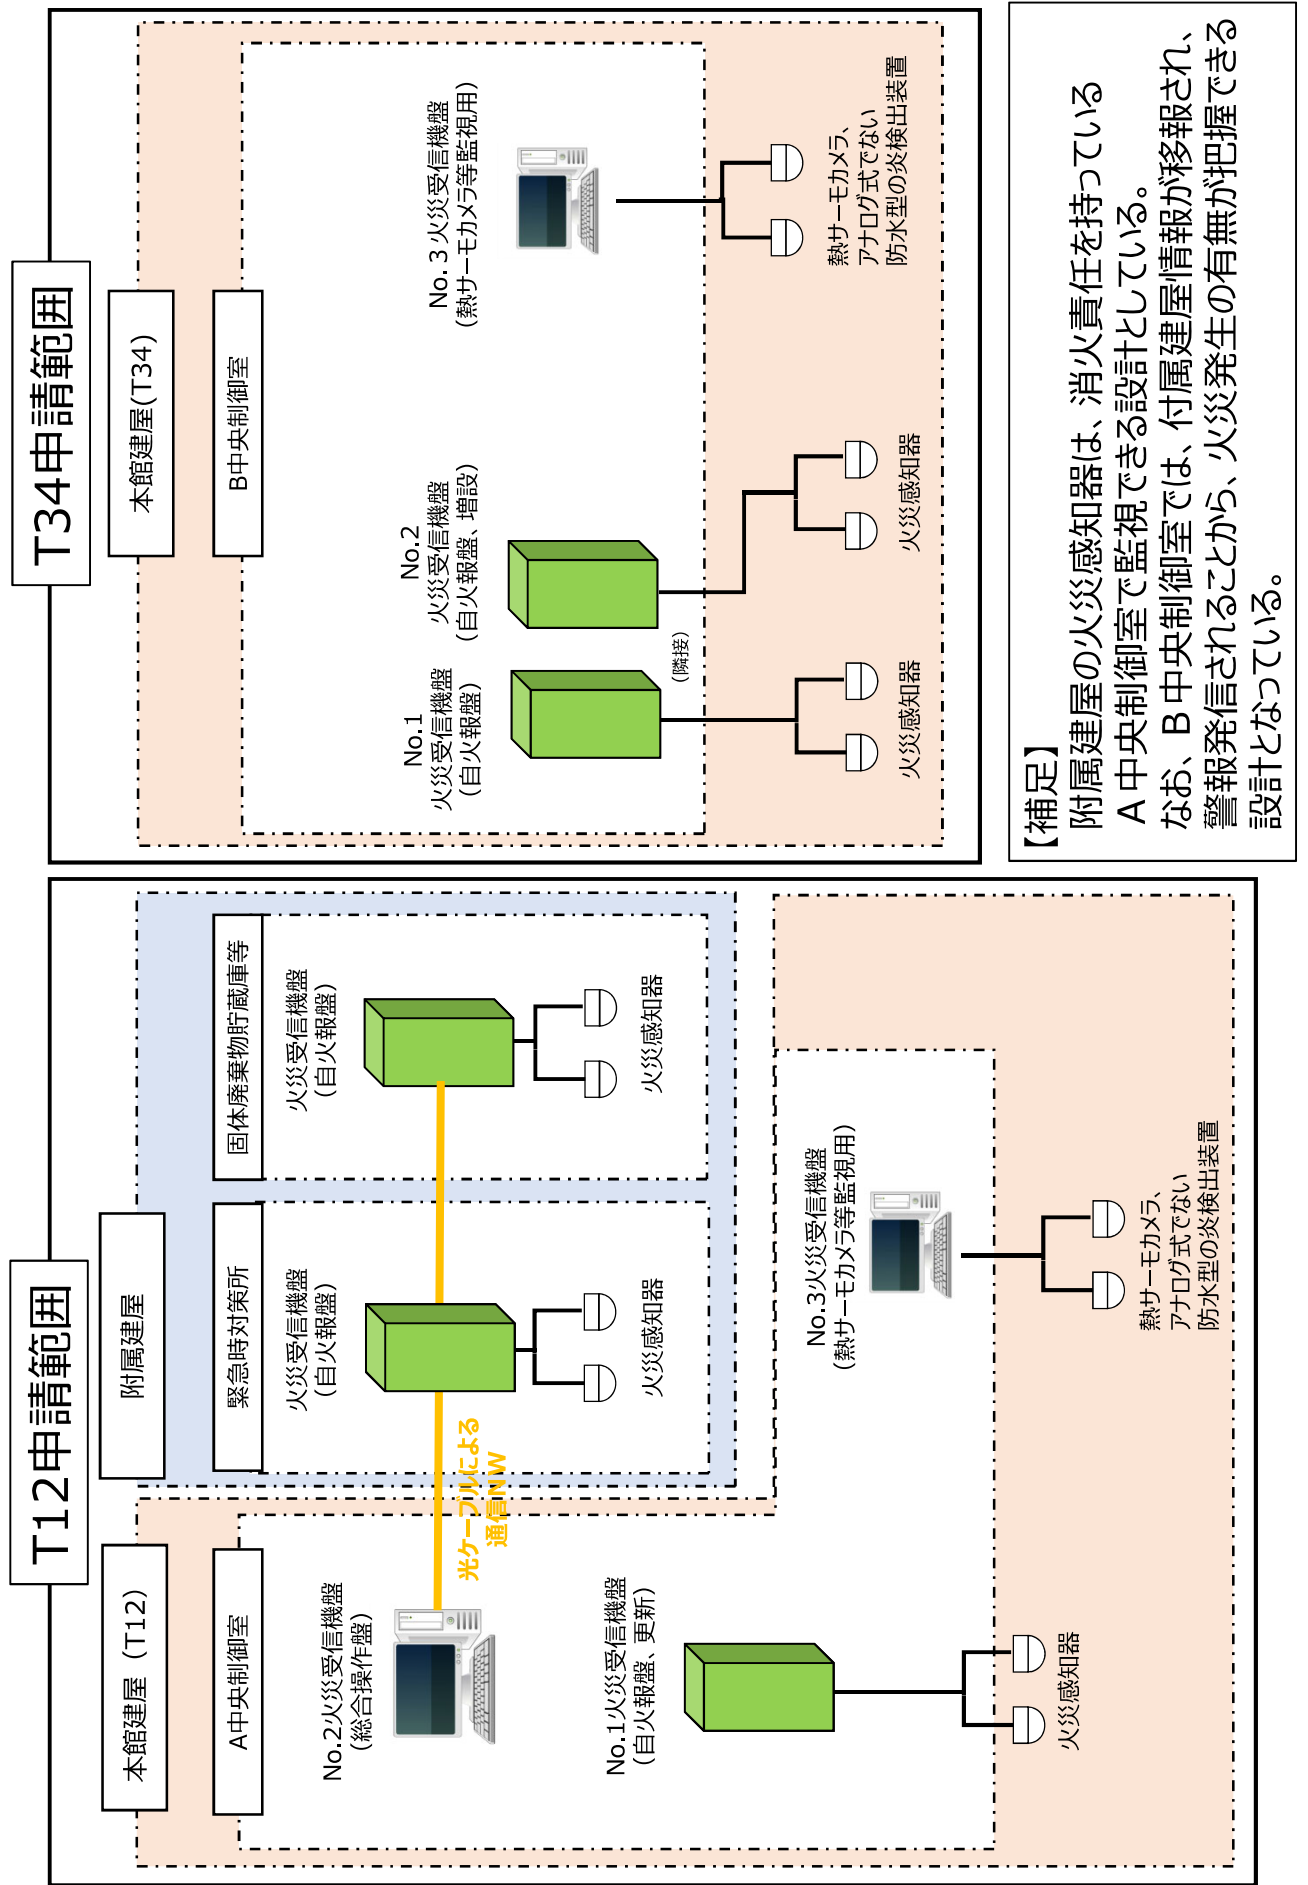 T12申請範囲
本館建屋（T12）
A中央制御室
No.2火災受信機盤
（総合操作盤）
光ケーブルによる
通信NW
No.1火災受信機盤
（自火報盤、更新）
火災感知器
附属建屋
緊急時対策所
火災受信機盤
（自火報盤）
火災感知器
固体廃棄物貯蔵庫等
火災受信機盤
（自火報盤）
火災感知器
No.3火災受信機盤
（熱サーモカメラ等監視用）
熱サーモカメラ、
アナログ式でない
防水型の炎検出装置
T34申請範囲
本館建屋(T34)
B中央制御室
No.1
火災受信機盤
（自火報盤）
（隣接）
火災感知器
No.2
火災受信機盤
（自火報盤、増設）
火災感知器
No.3 火災受信機盤
（熱サーモカメラ等監視用）
熱サーモカメラ、
アナログ式でない
防水型の炎検出装置
【補足】
附属建屋の火災感知器は、消火責任を持っている
A 中央制御室で監視できる設計としている。
なお、B 中央制御室では、付属建屋情報が移報され、
警報発信されることから、火災発生の有無が把握できる
設計となっている。